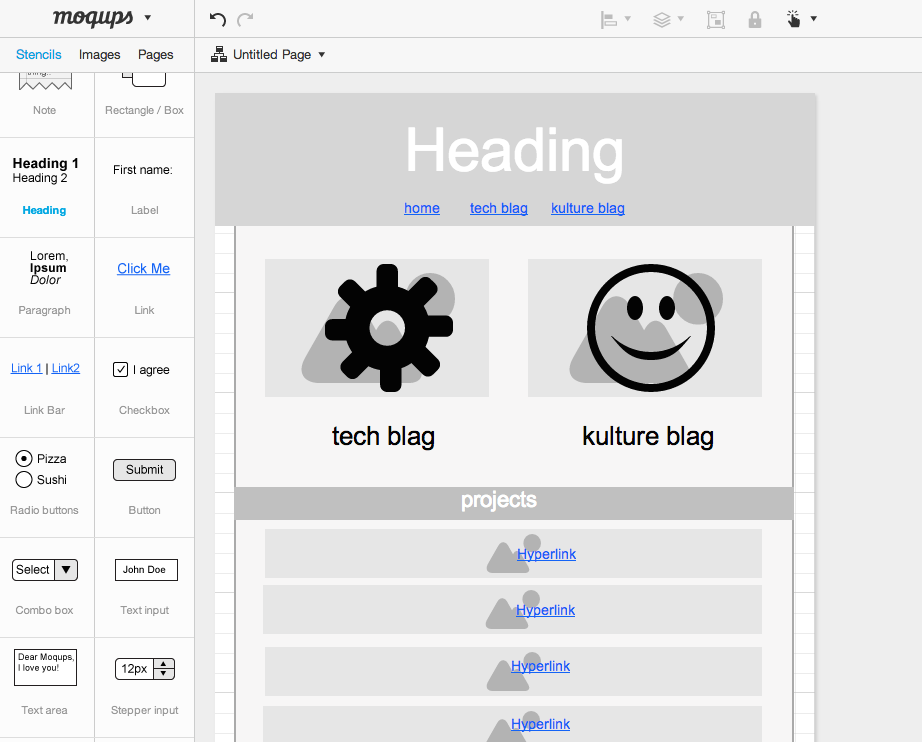 moqups
Stencils Images Pages
Untitled Page
thing..
Note
Rectangle / Box
Heading 1
Heading 2
Heading
First name:
Label
Lorem,
Ipsum
Dolor
Paragraph
Click Me
Link
Link 1 | Link2
Link Bar
I agree
Checkbox
Pizza
Sushi
Radio buttons
Submit
Button
Select
Combo box
John Doe
Text input
Dear Moqups,
I love you!
Text area
12px
Stepper input
Heading
home tech blag kulture blag
tech blag
kulture blag
projects
Hyperlink
Hyperlink
Hyperlink
Hyperlink